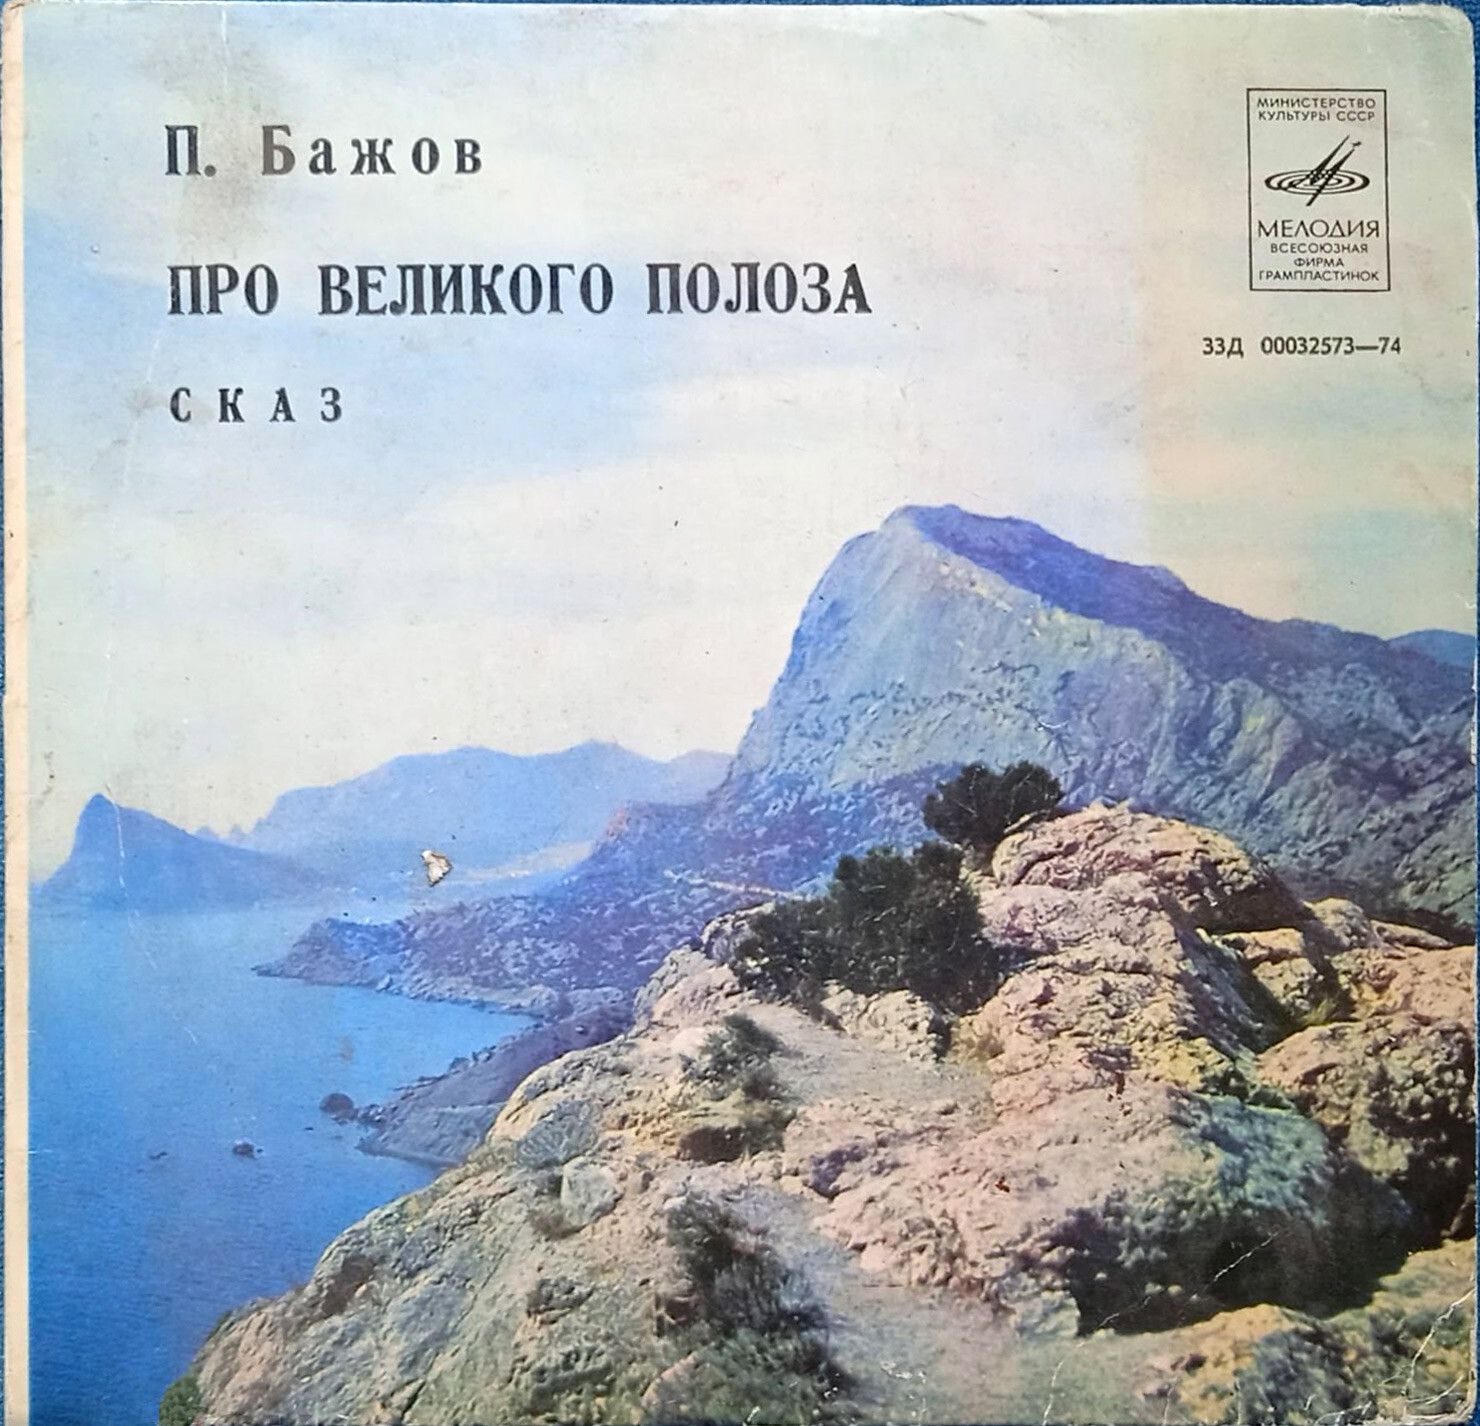 П. Бажов
ПРО ВЕЛИКОГО ПОЛОЗА
СКАЗ
МИНИСТЕРСТВО
КУЛЬТУРЫ СССР
МЕЛОДИЯ
ВСЕСОЮЗНАЯ
ФИРМА
ГРАМПЛАСТИНОК
33Д 00032573—74